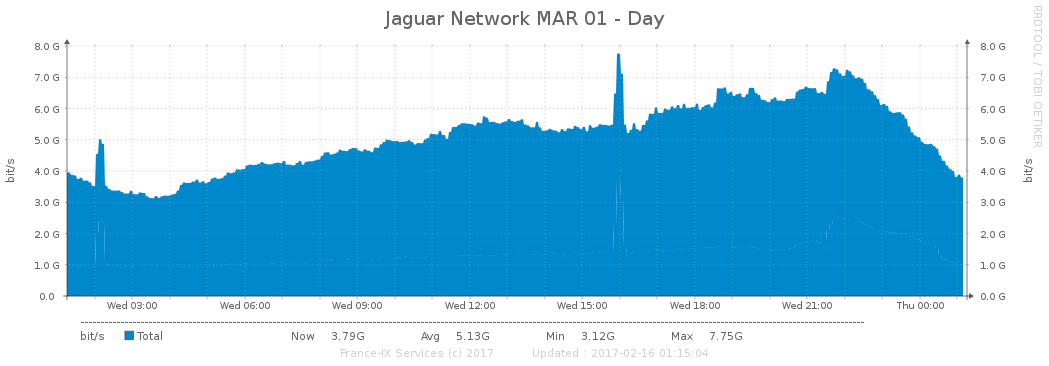 Jaguar Network MAR 01 - Day
RRDTOOL / TOBI OETIKER
8.0 G 8.0 G
7.0 G 7.0 G
6.0 G 6.0 G
5.0 G 5.0 G
4.0 G 4.0 G
3.0 G 3.0 G
2.0 G 2.0 G
1.0 G 1.0 G
0.0 0.0 G
bit/s
bit/s
Wed 03:00 Wed 06:00 Wed 09:00 Wed 12:00 Wed 15:00 Wed 18:00 Wed 21:00 Thu 00:00
bit/s Total Now 3.79G Avg 5.13G Min 3.12G Max 7.75G
France-IX Services (c) 2017 Updated : 2017-02-16 01:15:04